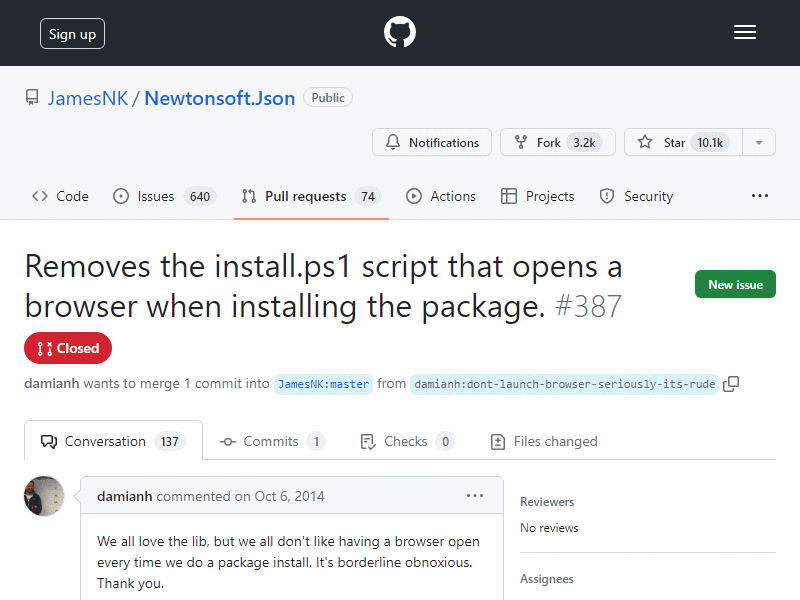 Sign up
JamesNK / Newtonsoft.Json Public
Notifications Fork 3.2k Star 10.1k
Code Issues 640 Pull requests 74 Actions Projects Security
Removes the install.ps1 script that opens a
browser when installing the package. #387
New issue
Closed
damianh wants to merge 1 commit into JamesNK:master from damianh:dont-launch-browser-seriously-its-rude
Conversation 137 Commits 1 Checks 0 Files changed
damianh commented on Oct 6, 2014
We all love the lib, but we all don't like having a browser open
every time we do a package install. It's borderline obnoxious.
Thank you.
Reviewers
No reviews
Assignees